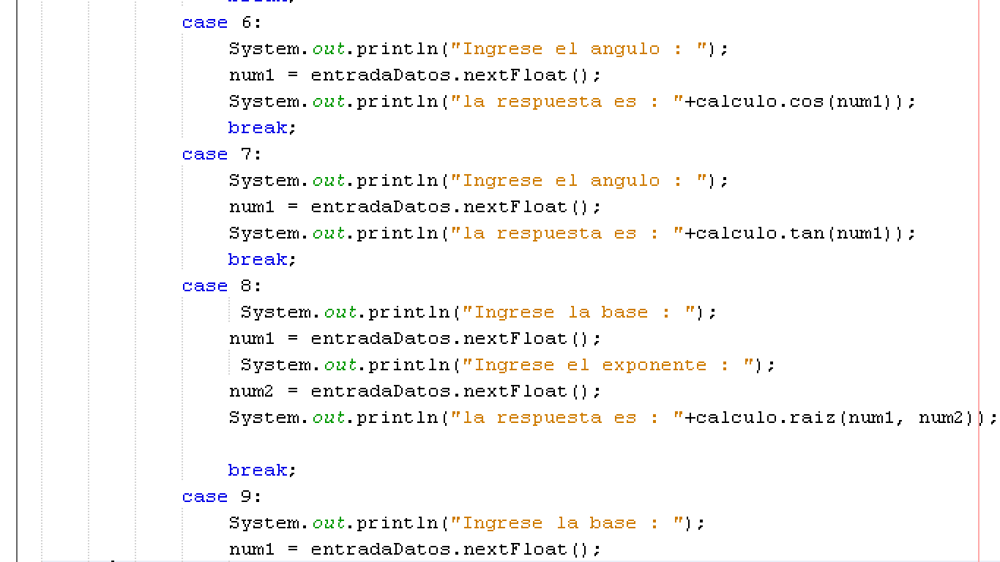 break;
case 6:
System.out.println("Ingrese el angulo : ");
num1 = entradaDatos.nextFloat();
System.out.println("la respuesta es : "+calculo.cos(num1));
break;
case 7:
System.out.println("Ingrese el angulo : ");
num1 = entradaDatos.nextFloat();
System.out.println("la respuesta es : "+calculo.tan(num1));
break;
case 8:
System.out.println("Ingrese la base : ");
num1 = entradaDatos.nextFloat();
System.out.println("Ingrese el exponente : ");
num2 = entradaDatos.nextFloat();
System.out.println("la respuesta es : "+calculo.raiz(num1, num2));
break;
case 9:
System.out.println("Ingrese la base : ");
num1 = entradaDatos.nextFloat();